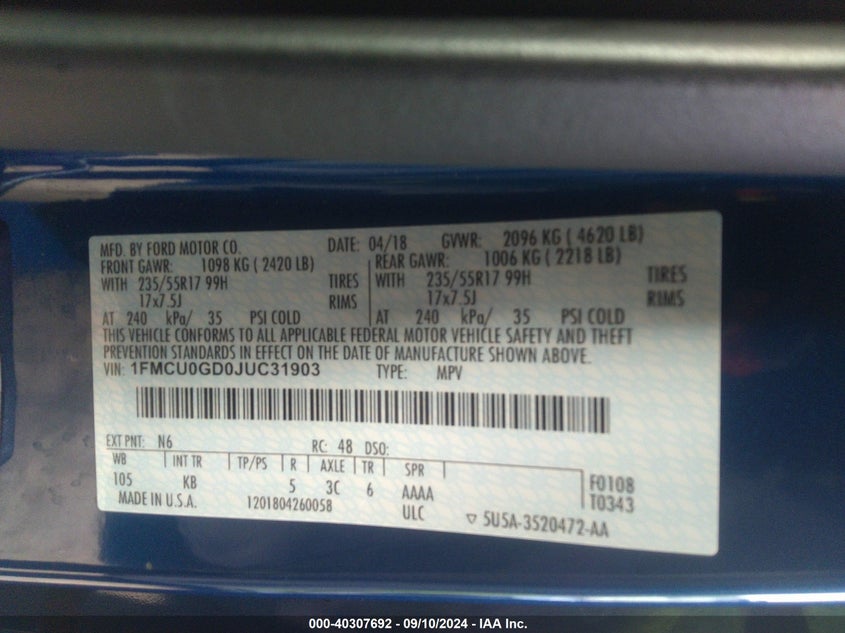 MFD. BY FORD MOTOR CO. DATE: 04/18 GVWR: 2096 KG ( 4620 LB)
FRONT GAWR: 1098 KG ( 2420 LB) REAR GAWR: 1006 KG ( 2218 LB)
WITH 235/55R17 99H TIRES WITH 235/55R17 99H TIRES
17x7.5J RIMS 17x7.5J RIMS
AT 240 kPa/ 35 PSI COLD AT 240 kPa/ 35 PSI COLD
THIS VEHICLE CONFORMS TO ALL APPLICABLE FEDERAL MOTOR VEHICLE SAFETY AND THEFT
PREVENTION STANDARDS IN EFFECT ON THE DATE OF MANUFACTURE SHOWN ABOVE.
VIN: 1FMCU0GD0JUC31903 TYPE: MPV
EXT PNT: N6 RC: 48 DSO:
WB INT TR TP/PS R AXLE TR SPR
105 KB 5 3C 6 AAAA F0108
MADE IN U.S.A. 1201804260058 ULC T0343
▽ 5U5A-3520472-AA
000-40307692 - 09/10/2024 - IAA Inc.